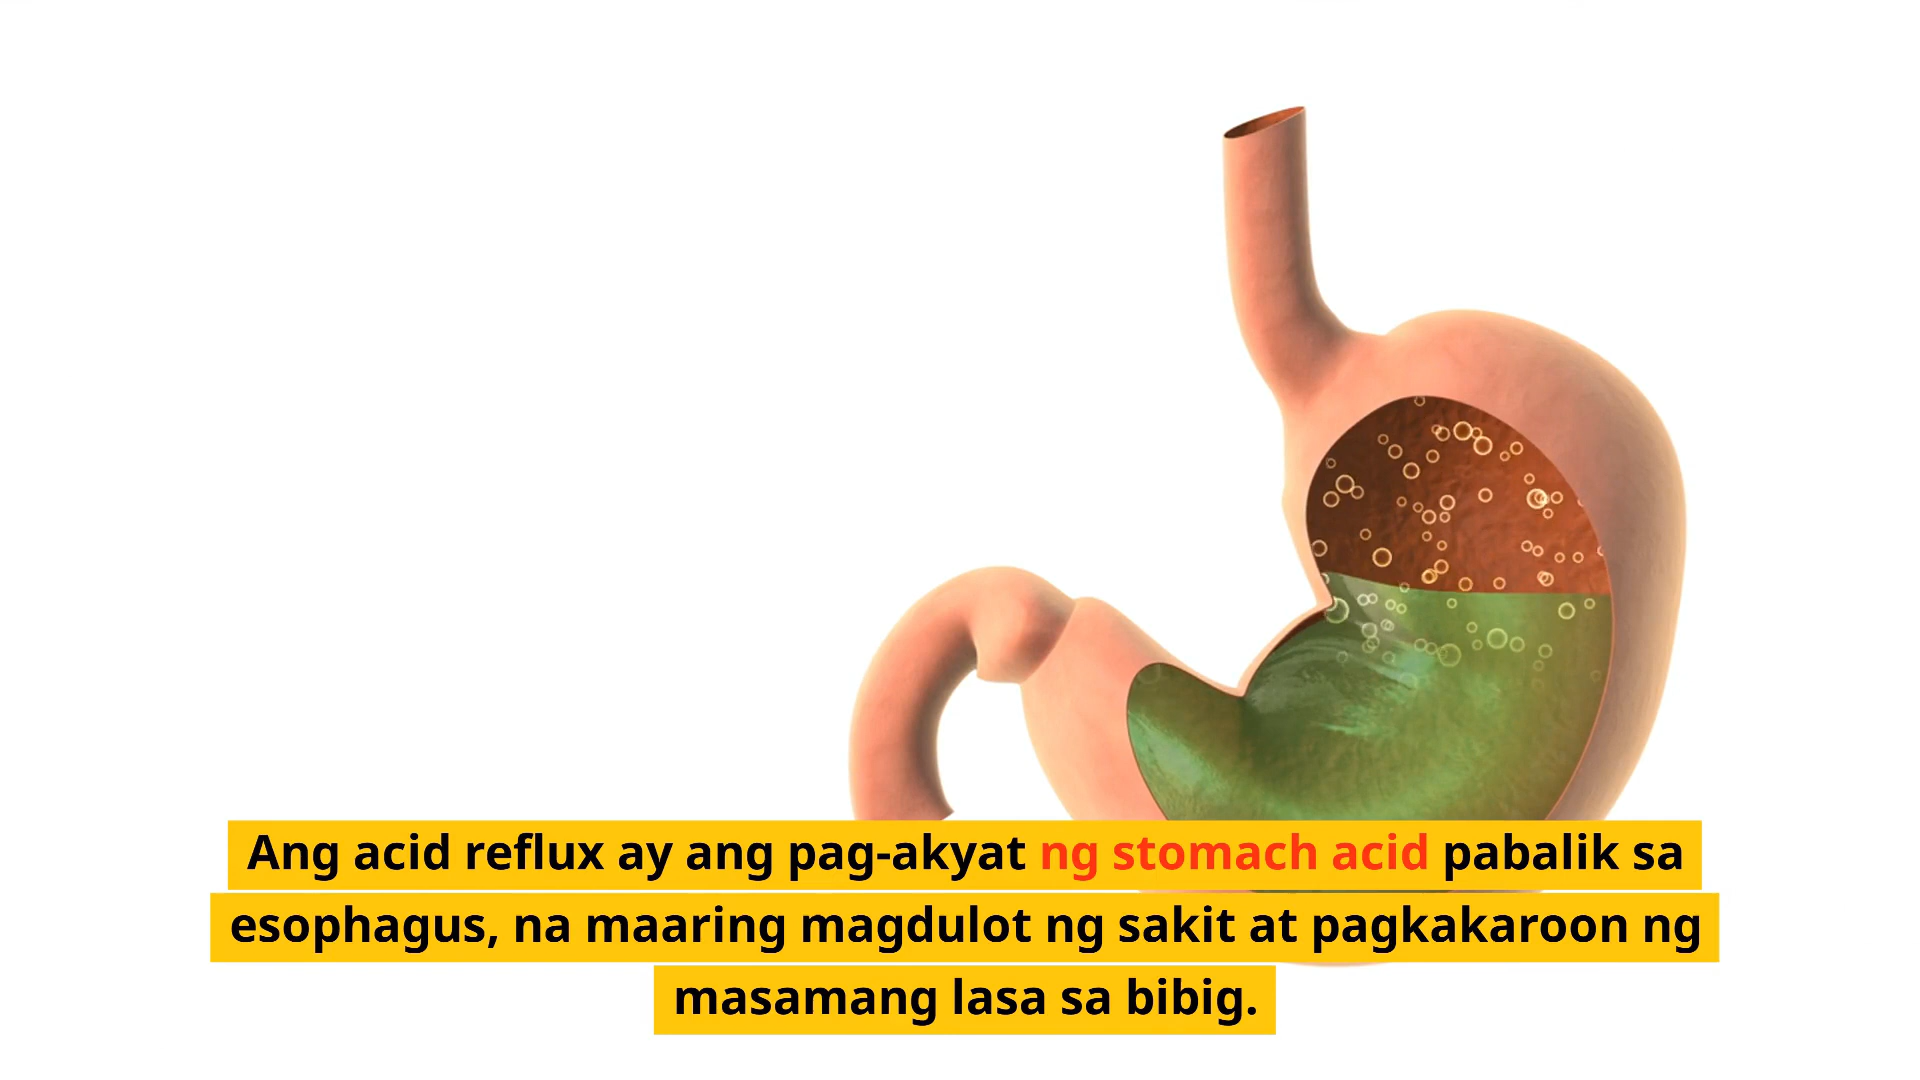 Ang acid reflux ay ang pag-akyat ng stomach acid pabalik sa
esophagus, na maaring magdulot ng sakit at pagkakaroon ng
masamang lasa sa bibig.